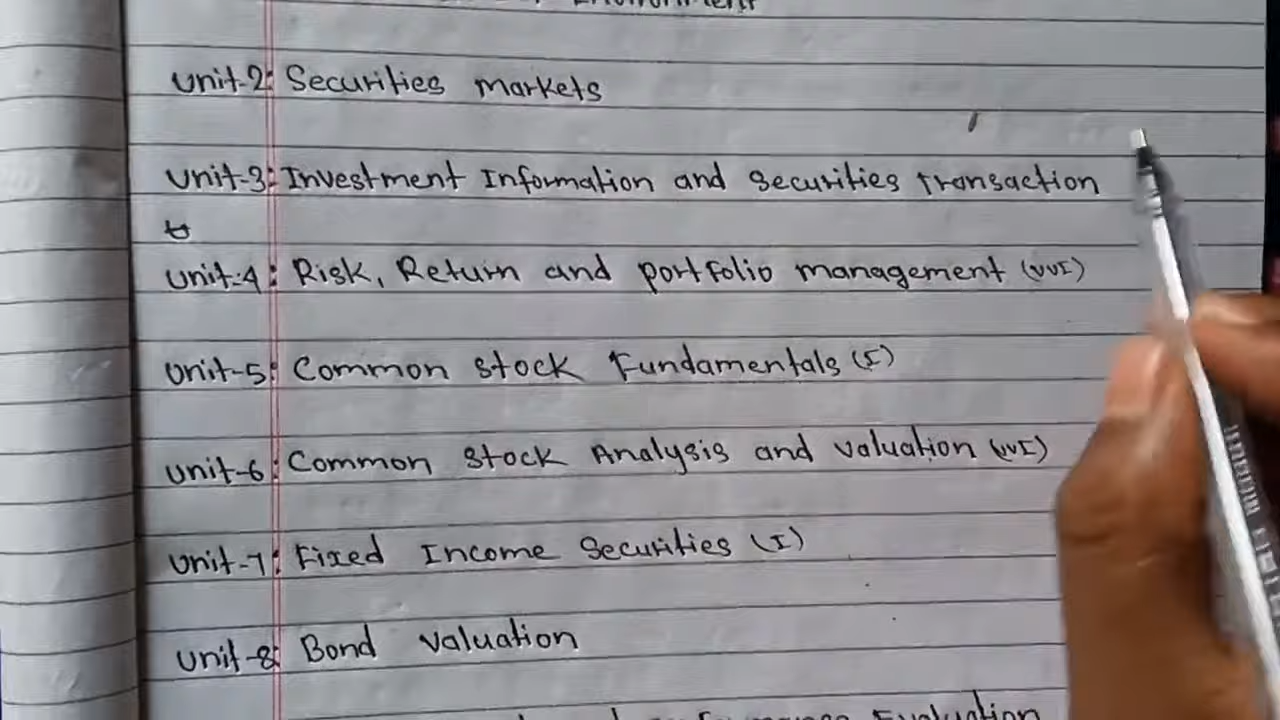 Environment
Unit-2: Securities markets
Unit-3: Investment Information and Securities transaction
Unit-4: Risk, Return and portfolio management (VVI)
Unit-5: Common stock Fundamentals (I)
Unit-6: Common stock Analysis and valuation (VVI)
Unit-7: Fixed Income Securities (I)
Unit-8: Bond valuation
Evaluation